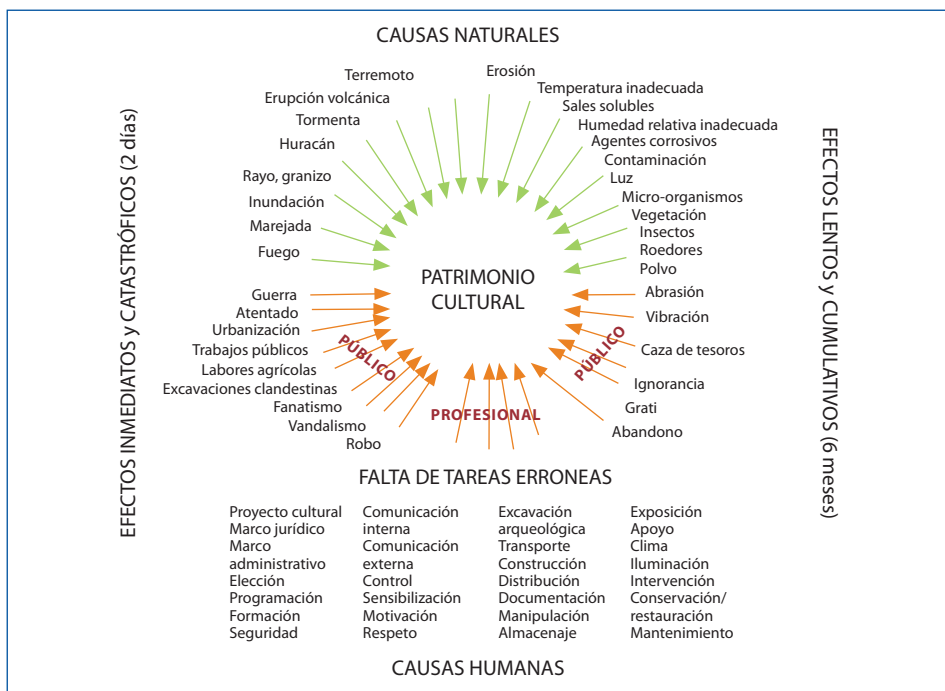 CAUSAS NATURALES
EFECTOS INMEDIATOS y CATASTRÓFICOS (2 días)
Terremoto
Erupción volcánica
Tormenta
Huracán
Rayo, granizo
Inundación
Marejada
Fuego
Erosión
Temperatura inadecuada
Sales solubles
Humedad relativa inadecuada
Agentes corrosivos
Contaminación
Luz
Micro-organismos
Vegetación
Insectos
Roedores
Polvo
EFECTOS LENTOS y CUMULATIVOS (6 meses)
PATRIMONIO
CULTURAL
Guerra
Atentado
Urbanización
Trabajos públicos
Labores agrícolas
Excavaciones clandestinas
Fanatismo
Vandalismo
Robo
PÚBLICO
PROFESIONAL
PÚBLICO
Abrasión
Vibración
Caza de tesoros
Ignorancia
Grati
Abandono
FALTA DE TAREAS ERRONEAS
Proyecto cultural
Marco jurídico
Marco
administrativo
Elección
Programación
Formación
Seguridad
Comunicación
interna
Comunicación
externa
Control
Sensibilización
Motivación
Respeto
Excavación
arqueológica
Transporte
Construcción
Distribución
Documentación
Manipulación
Almacenaje
Exposición
Apoyo
Clima
Iluminación
Intervención
Conservación/
restauración
Mantenimiento
CAUSAS HUMANAS